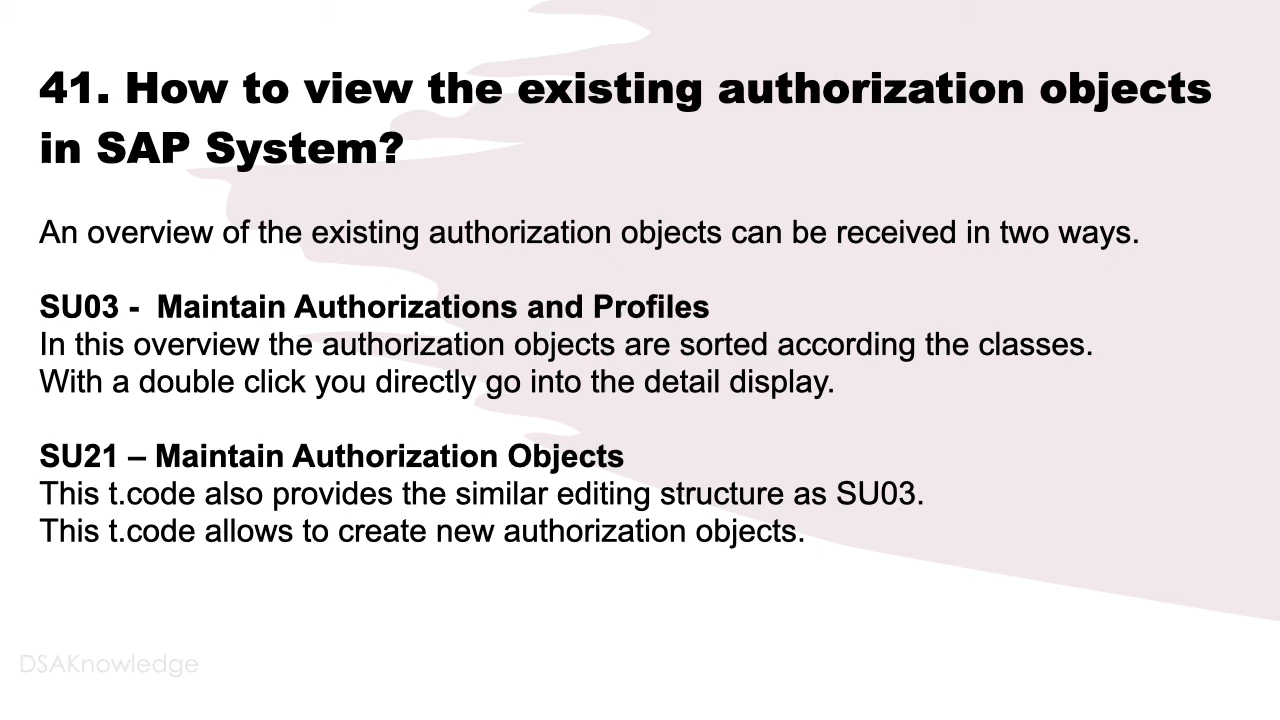 41. How to view the existing authorization objects
in SAP System?
An overview of the existing authorization objects can be received in two ways.
SU03 -  Maintain Authorizations and Profiles
In this overview the authorization objects are sorted according the classes.
With a double click you directly go into the detail display.
SU21 – Maintain Authorization Objects
This t.code also provides the similar editing structure as SU03.
This t.code allows to create new authorization objects.
DSAKnowledge